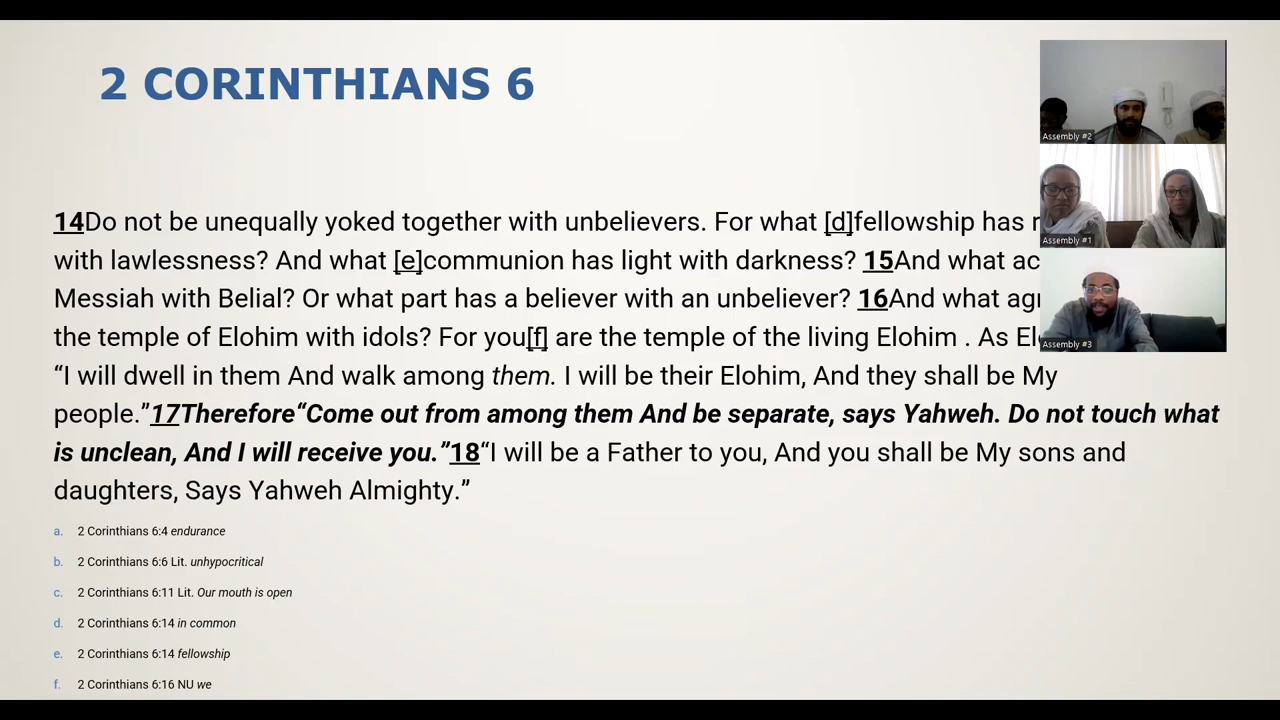 2 CORINTHIANS 6
Assembly #2
Assembly #1
Assembly #3
14Do not be unequally yoked together with unbelievers. For what [d]fellowship has
with lawlessness? And what [e]communion has light with darkness? 15And what
Messiah with Belial? Or what part has a believer with an unbeliever? 16And what
the temple of Elohim with idols? For you[f] are the temple of the living Elohim . As
“I will dwell in them And walk among them. I will be their Elohim, And they shall be My
people.”17Therefore“Come out from among them And be separate, says Yahweh. Do not touch what
is unclean, And I will receive you.”18“I will be a Father to you, And you shall be My sons and
daughters, Says Yahweh Almighty.”
a. 2 Corinthians 6:4 endurance
b. 2 Corinthians 6:6 Lit. unhypocritical
c. 2 Corinthians 6:11 Lit. Our mouth is open
d. 2 Corinthians 6:14 in common
e. 2 Corinthians 6:14 fellowship
f. 2 Corinthians 6:16 NU we